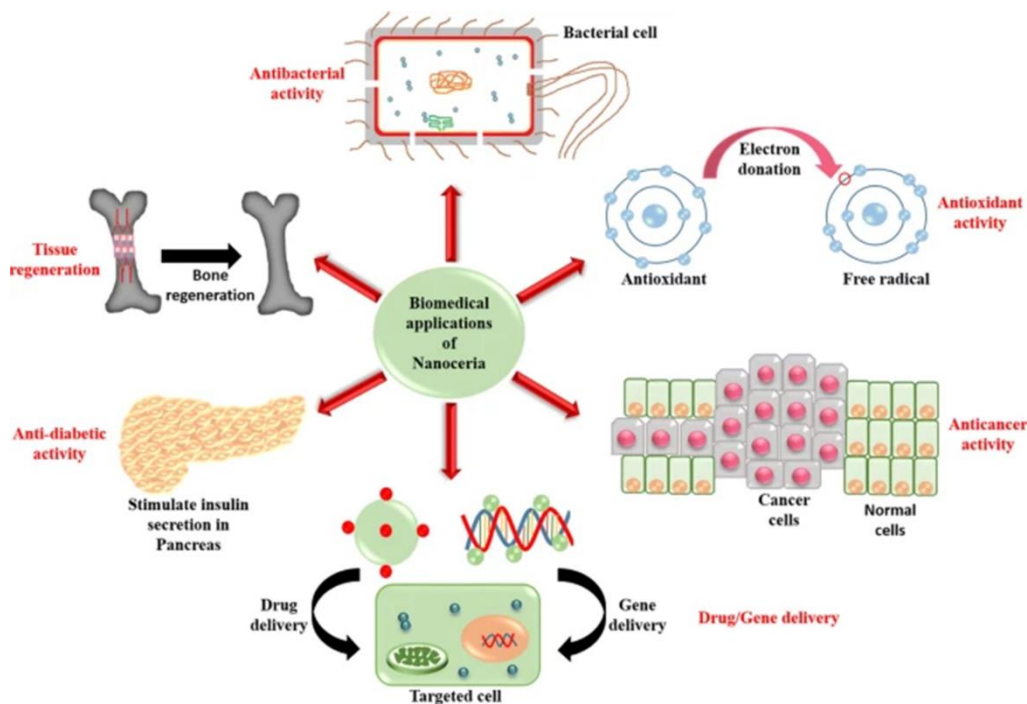 Bacterial cell
Antibacterial
activity
Electron
donation
Antioxidant
activity
Antioxidant
Free radical
Tissue
regeneration
Bone
regeneration
Biomedical
applications
of
Nanoceria
Anti-diabetic
activity
Stimulate insulin
secretion in
Pancreas
Anticancer
activity
Cancer
cells
Normal
cells
Drug
delivery
Gene
delivery
Drug/Gene delivery
Targeted cell